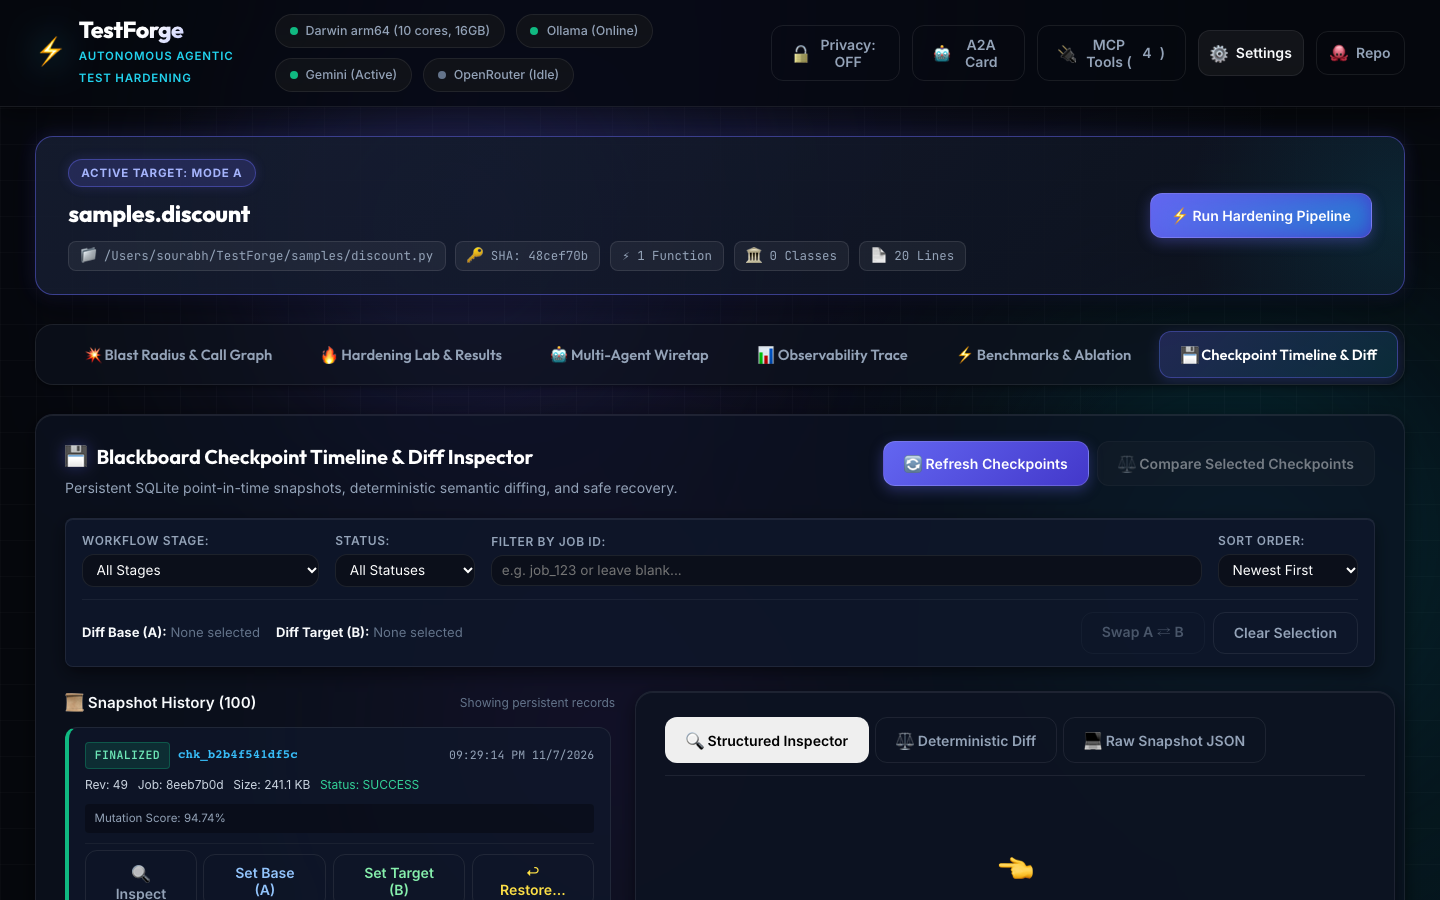 TestForge
AUTONOMOUS AGENTIC
TEST HARDENING
Darwin arm64 (10 cores, 16GB)
Ollama (Online)
Gemini (Active)
OpenRouter (Idle)
Privacy: OFF
A2A Card
MCP Tools ( 4 )
Settings
Repo
ACTIVE TARGET: MODE A
samples.discount
/Users/sourabh/TestForge/samples/discount.py
SHA: 48cef70b
⚡ 1 Function
0 Classes
20 Lines
Run Hardening Pipeline
Blast Radius & Call Graph
Hardening Lab & Results
Multi-Agent Wiretap
Observability Trace
Benchmarks & Ablation
Checkpoint Timeline & Diff
Blackboard Checkpoint Timeline & Diff Inspector
Persistent SQLite point-in-time snapshots, deterministic semantic diffing, and safe recovery.
Refresh Checkpoints
Compare Selected Checkpoints
WORKFLOW STAGE:
All Stages
STATUS:
All Statuses
FILTER BY JOB ID:
e.g. job_123 or leave blank...
SORT ORDER:
Newest First
Diff Base (A): None selected
Diff Target (B): None selected
Swap A ⇄ B
Clear Selection
Snapshot History (100)
Showing persistent records
FINALIZED
chk_b2b4f541df5c
09:29:14 PM 11/7/2026
Rev: 49 Job: 8eeb7b0d Size: 241.1 KB Status: SUCCESS
Mutation Score: 94.74%
Inspect
Set Base (A)
Set Target (B)
↩ Restore...
Structured Inspector
Deterministic Diff
Raw Snapshot JSON